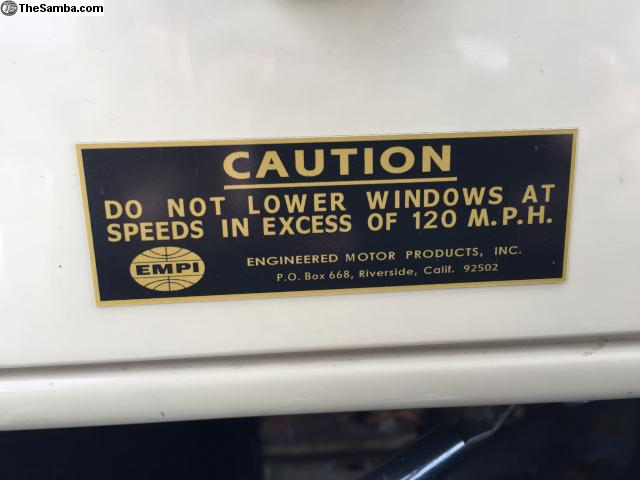 TheSamba.com
CAUTION
DO NOT LOWER WINDOWS AT
SPEEDS IN EXCESS OF 120 M.P.H.
EMPI
ENGINEERED MOTOR PRODUCTS, INC.
P.O. Box 668, Riverside, Calif. 92502